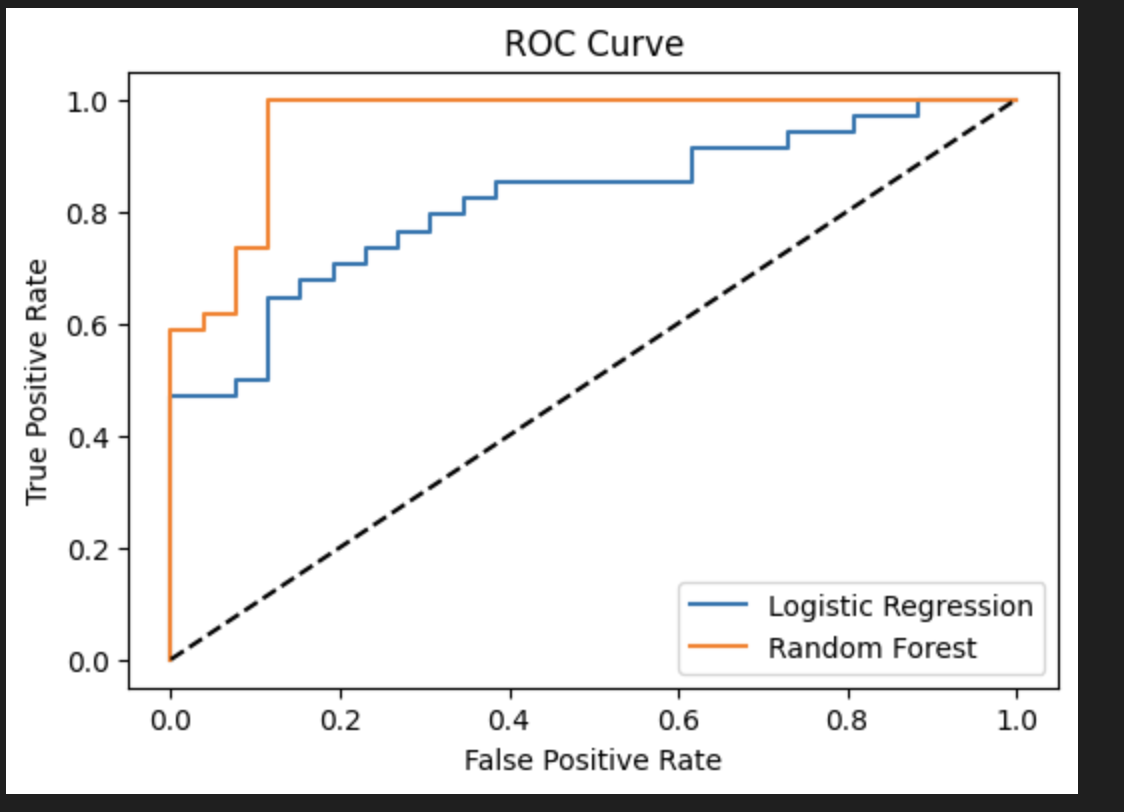 ROC Curve
1.0
0.8
0.6
0.4
0.2
0.0
True Positive Rate
0.0 0.2 0.4 0.6 0.8 1.0
False Positive Rate
Logistic Regression
Random Forest